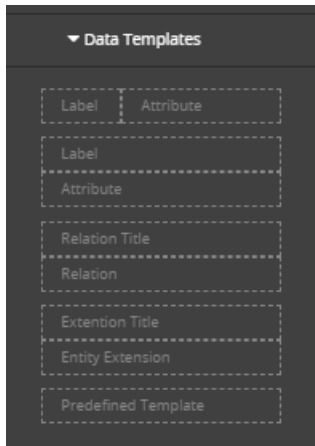 Data Templates
Label Attribute
Label
Attribute
Relation Title
Relation
Extention Title
Entity Extension
Predefined Template